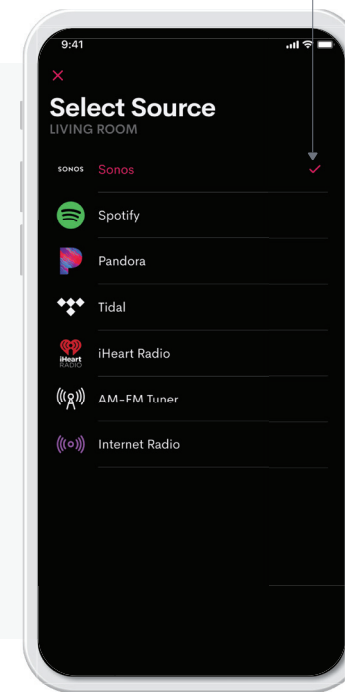 9:41
Select Source
LIVING ROOM
SONOS Sonos
Spotify
Pandora
Tidal
iHeart RADIO iHeart Radio
AM-FM Tuner
Internet Radio